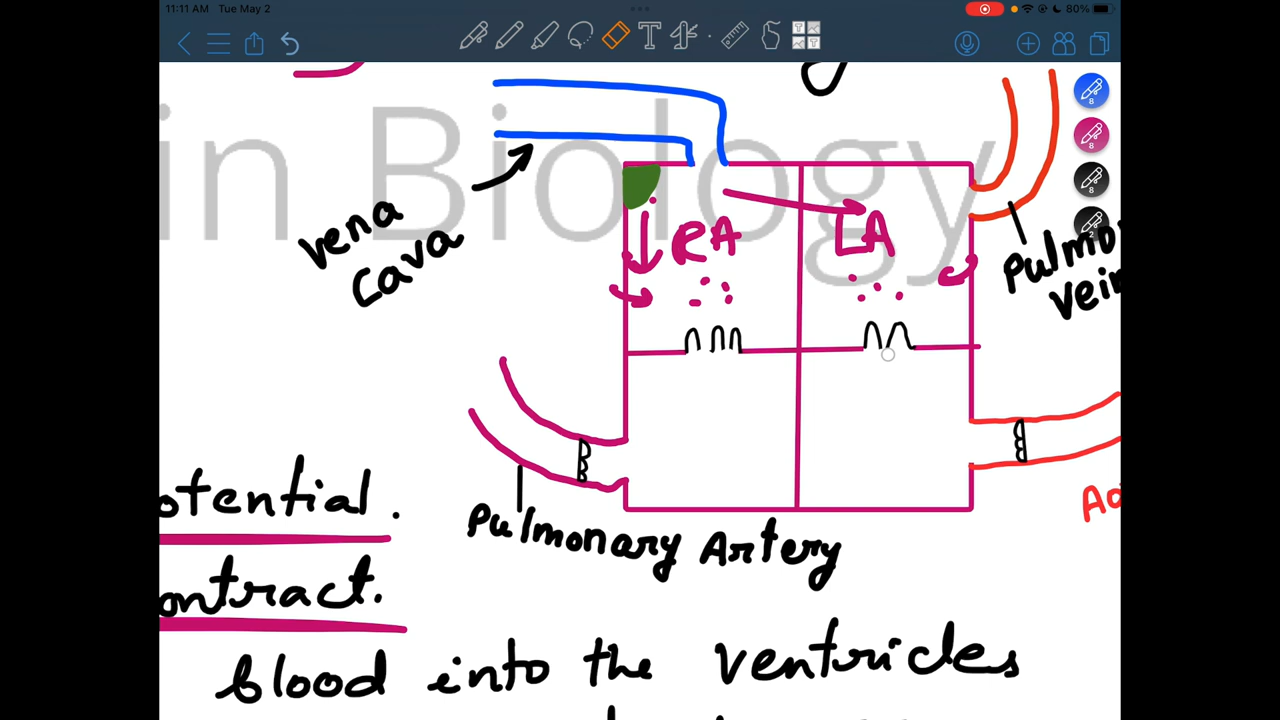 11:11 AM Tue May 2
80%
in Biology
vena
cava
RA
LA
Pulmo
vein
Pulmonary Artery
Ao
otential.
ontract.
blood into the ventricles